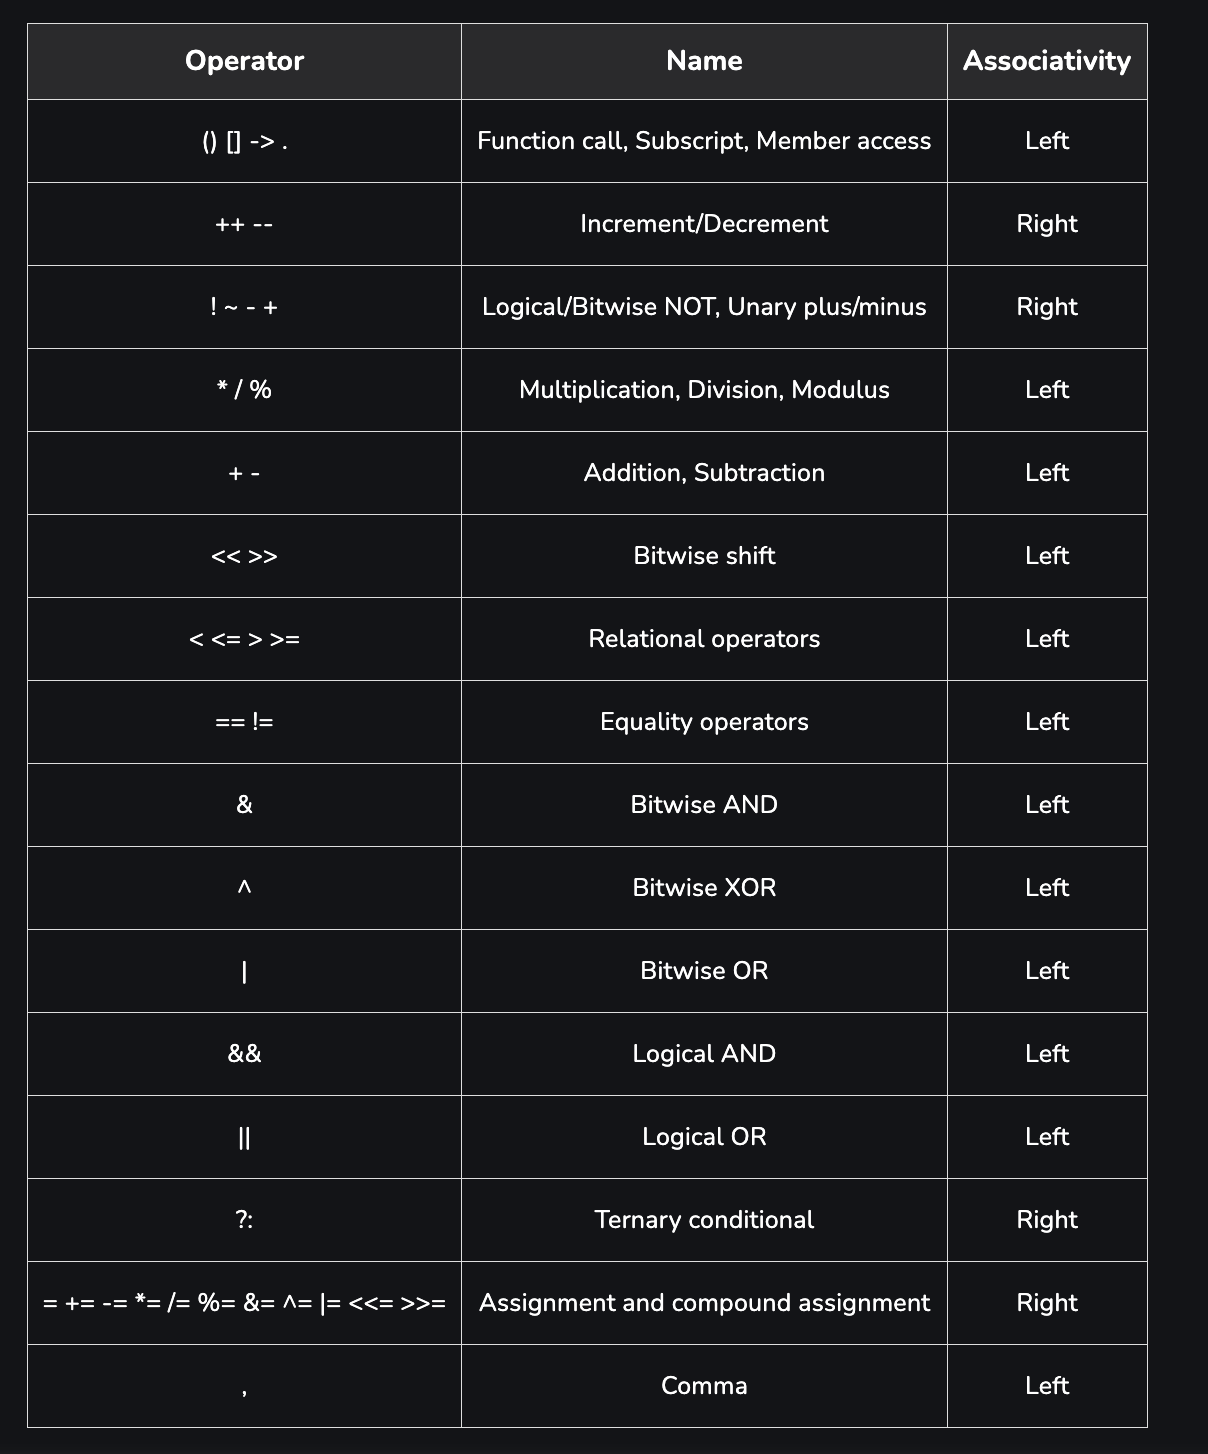 Operator Name Associativity
() [] -> . Function call, Subscript, Member access Left
++ -- Increment/Decrement Right
! ~ - + Logical/Bitwise NOT, Unary plus/minus Right
* / % Multiplication, Division, Modulus Left
+ - Addition, Subtraction Left
<< >> Bitwise shift Left
< <= > >= Relational operators Left
== != Equality operators Left
& Bitwise AND Left
^ Bitwise XOR Left
| Bitwise OR Left
&& Logical AND Left
|| Logical OR Left
?: Ternary conditional Right
= += -= *= /= %= &= ^= |= <<= >>= Assignment and compound assignment Right
, Comma Left